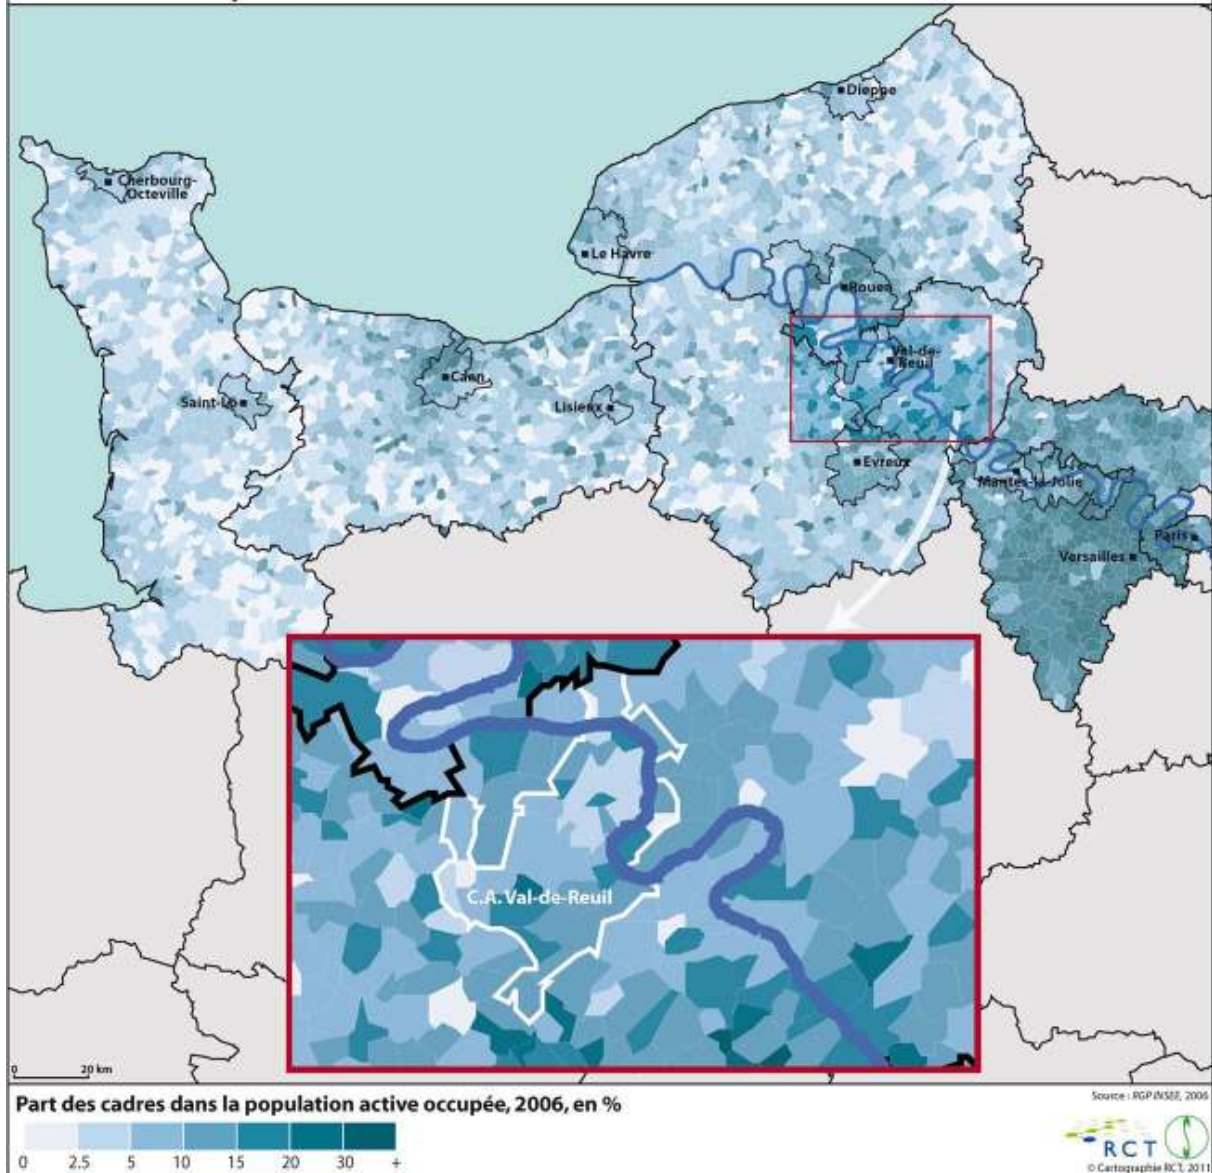 Dieppe
Cherbourg-
Octeville
Le Havre
Rouen
Val-de-
Reuil
Caen
Saint-Lo
Lisieux
Evreux
Mantes-la-Jolie
Paris
Versailles
C.A. Val-de-Reuil
0 20 km
Part des cadres dans la population active occupée, 2006, en %
0 2.5 5 10 15 20 30 +
Source : RGP INSEE, 2006
RCT
© Cartographie RCT, 2011